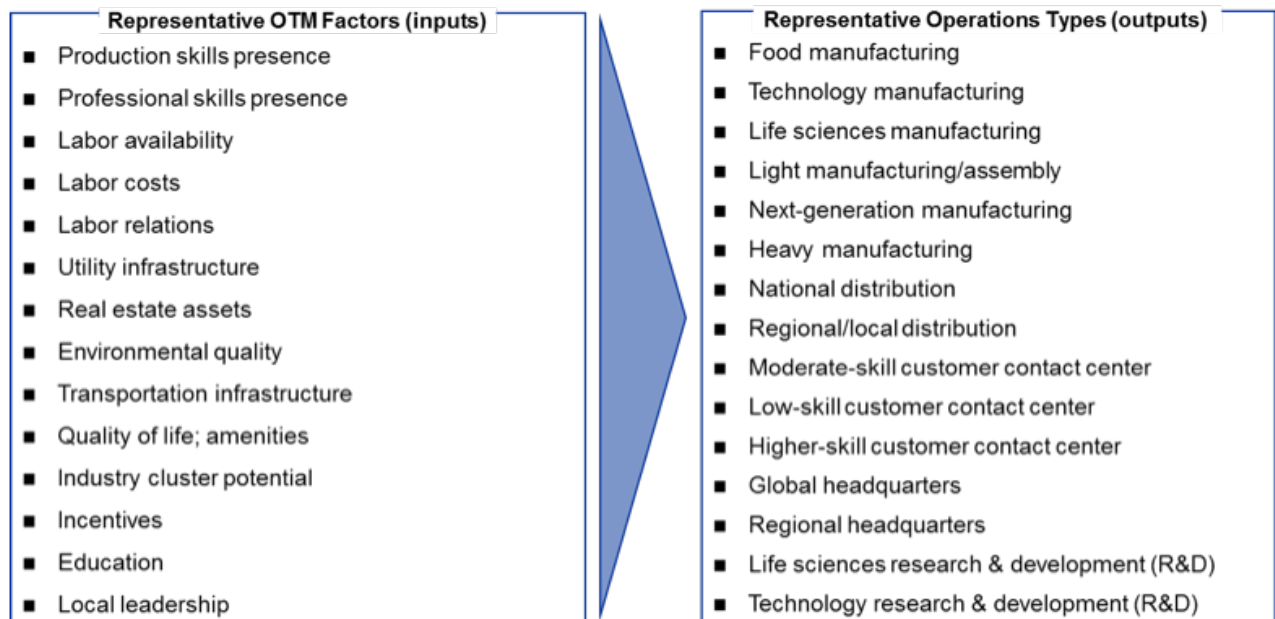 Representative OTM Factors (inputs)
■ Production skills presence
■ Professional skills presence
■ Labor availability
■ Labor costs
■ Labor relations
■ Utility infrastructure
■ Real estate assets
■ Environmental quality
■ Transportation infrastructure
■ Quality of life; amenities
■ Industry cluster potential
■ Incentives
■ Education
■ Local leadership
Representative Operations Types (outputs)
■ Food manufacturing
■ Technology manufacturing
■ Life sciences manufacturing
■ Light manufacturing/assembly
■ Next-generation manufacturing
■ Heavy manufacturing
■ National distribution
■ Regional/local distribution
■ Moderate-skill customer contact center
■ Low-skill customer contact center
■ Higher-skill customer contact center
■ Global headquarters
■ Regional headquarters
■ Life sciences research & development (R&D)
■ Technology research & development (R&D)